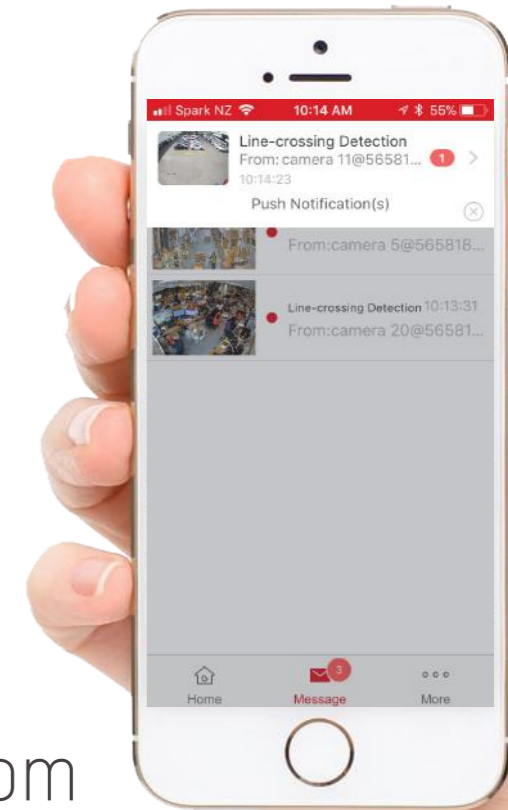 Spark NZ 10:14 AM 55%
Line-crossing Detection
From: camera 11@56581... 1
10:14:23
Push Notification(s)
From:camera 5@565818...
Line-crossing Detection 10:13:31
From:camera 20@56581...
3
Home Message More
om